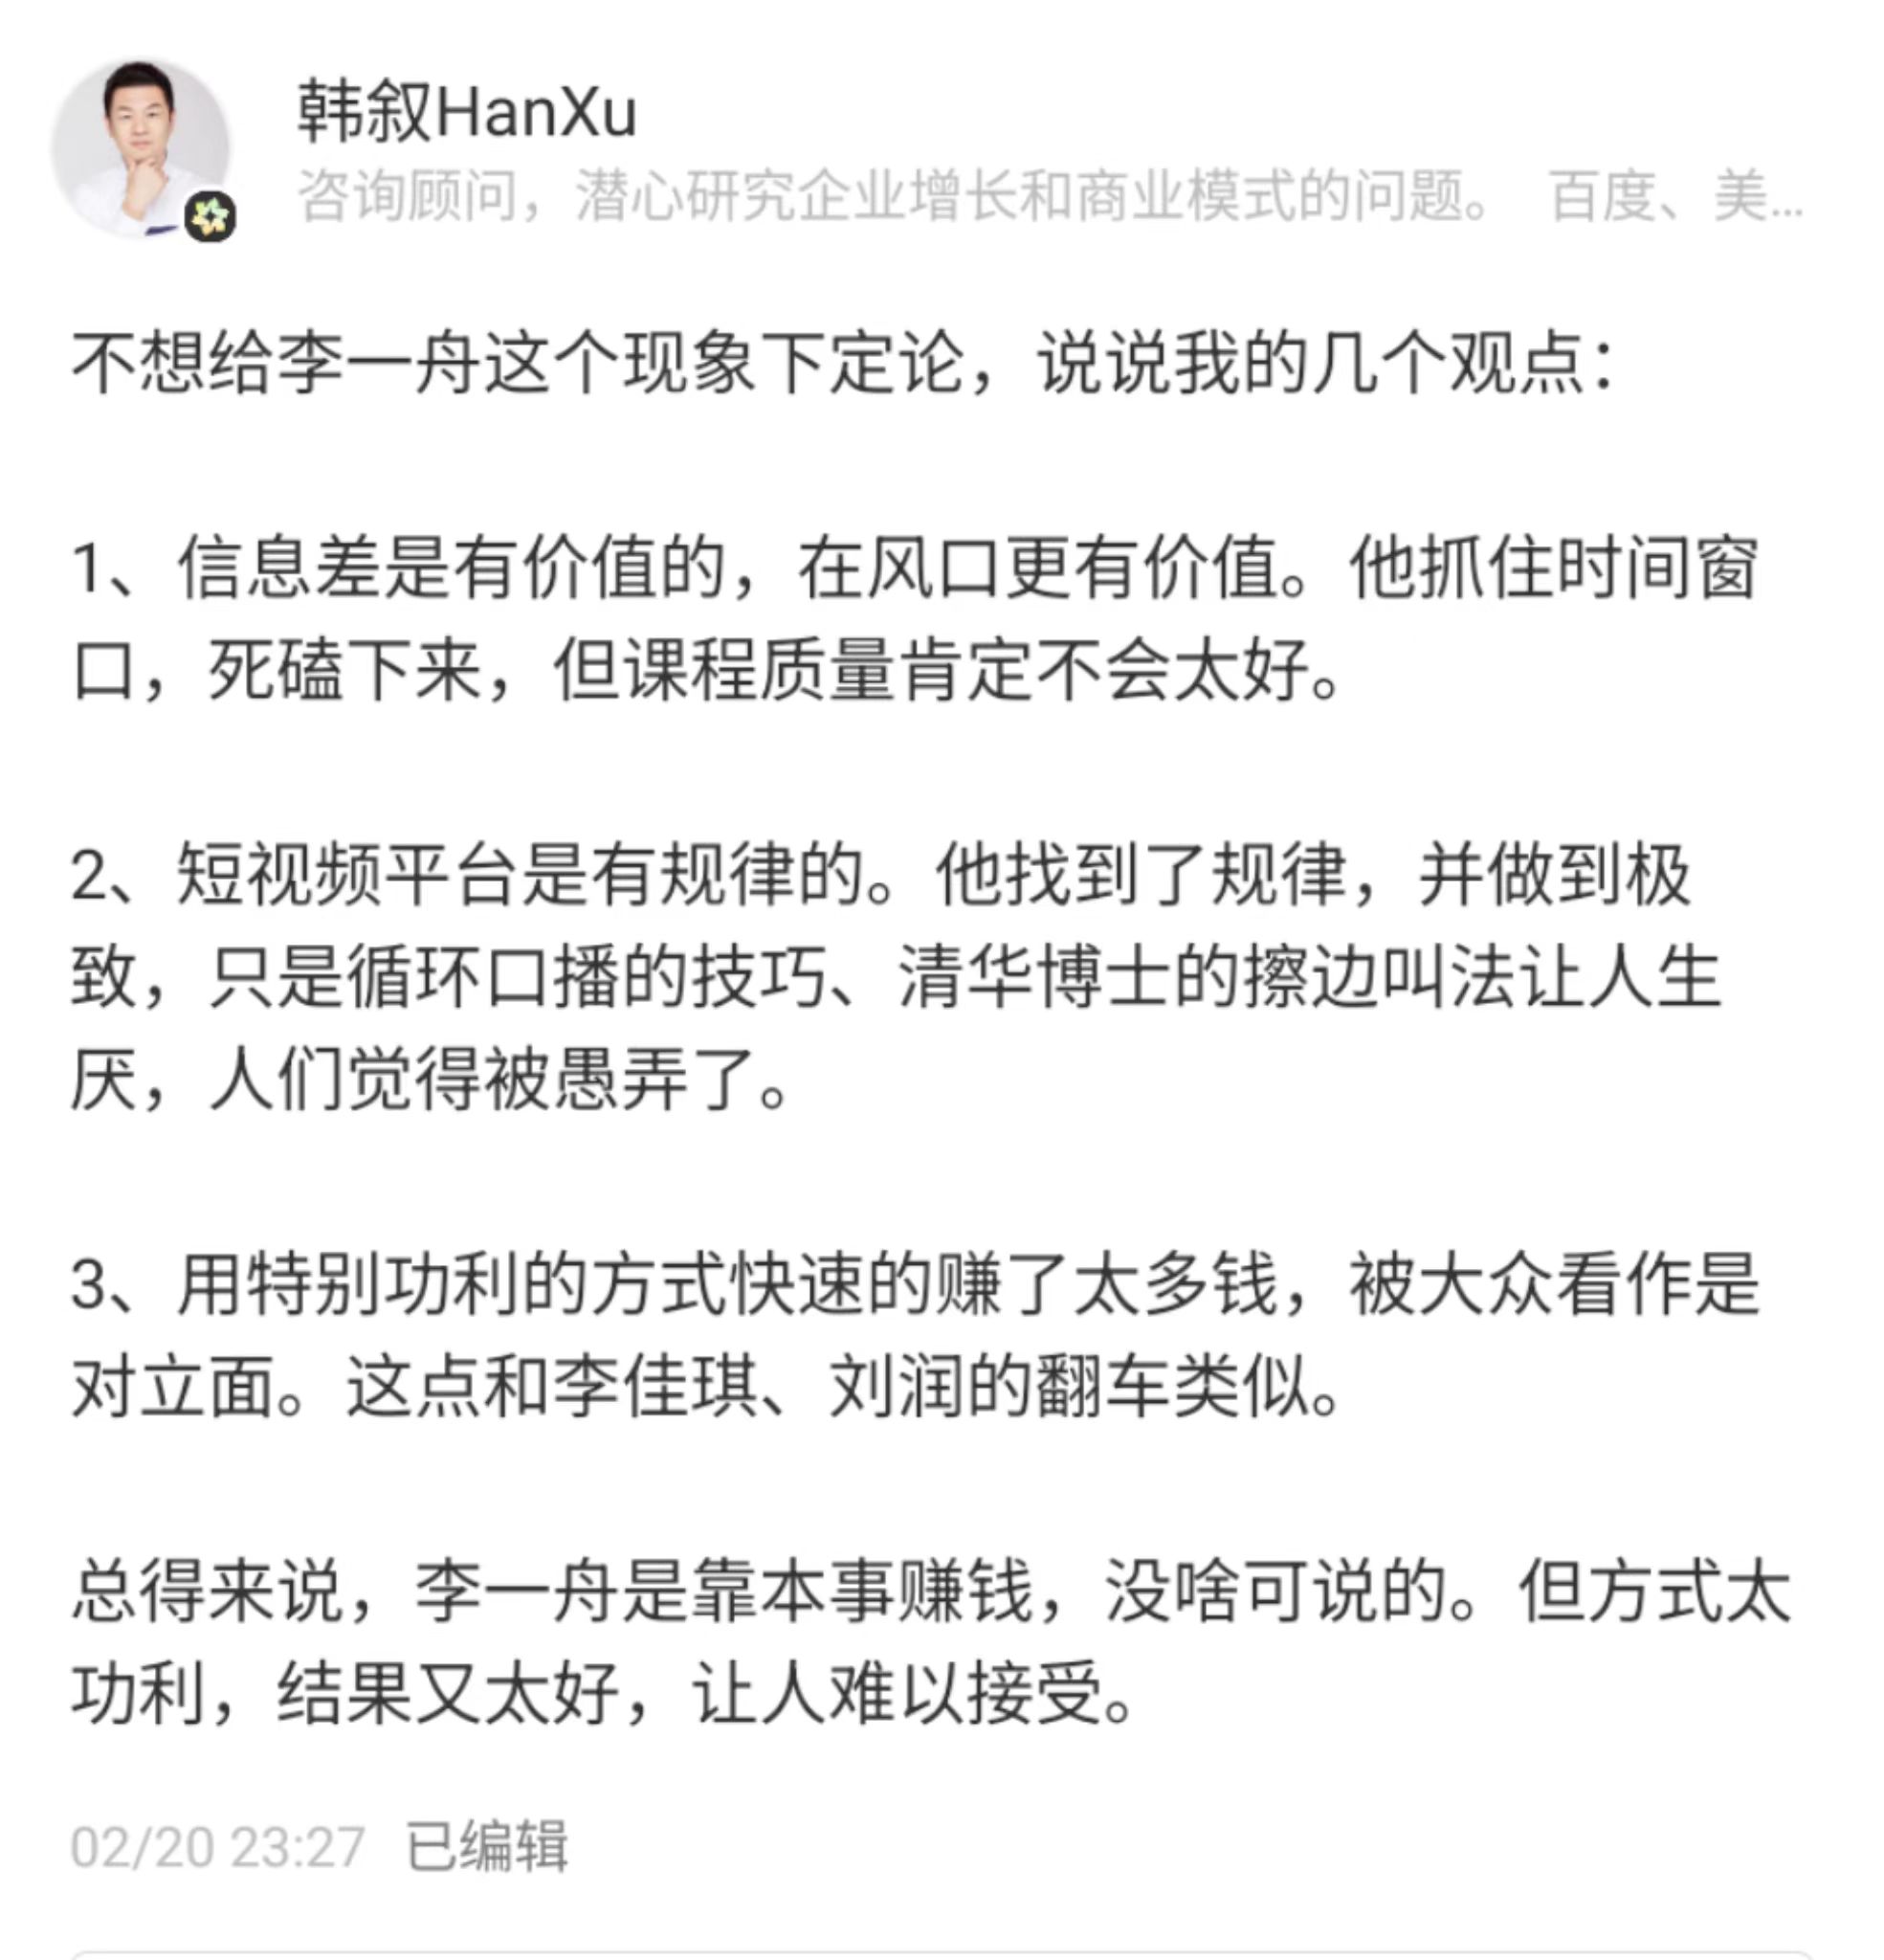 韩叙HanXu
咨询顾问，潜心研究企业增长和商业模式的问题。 百度、美...
不想给李一舟这个现象下定论，说说我的几个观点：
1、信息差是有价值的，在风口更有价值。他抓住时间窗
口，死磕下来，但课程质量肯定不会太好。
2、短视频平台是有规律的。他找到了规律，并做到极
致，只是循环口播的技巧、清华博士的擦边叫法让人生
厌，人们觉得被愚弄了。
3、用特别功利的方式快速的赚了太多钱，被大众看作是
对立面。这点和李佳琪、刘润的翻车类似。
总得来说，李一舟是靠本事赚钱，没啥可说的。但方式太
功利，结果又太好，让人难以接受。
02/20 23:27 已编辑